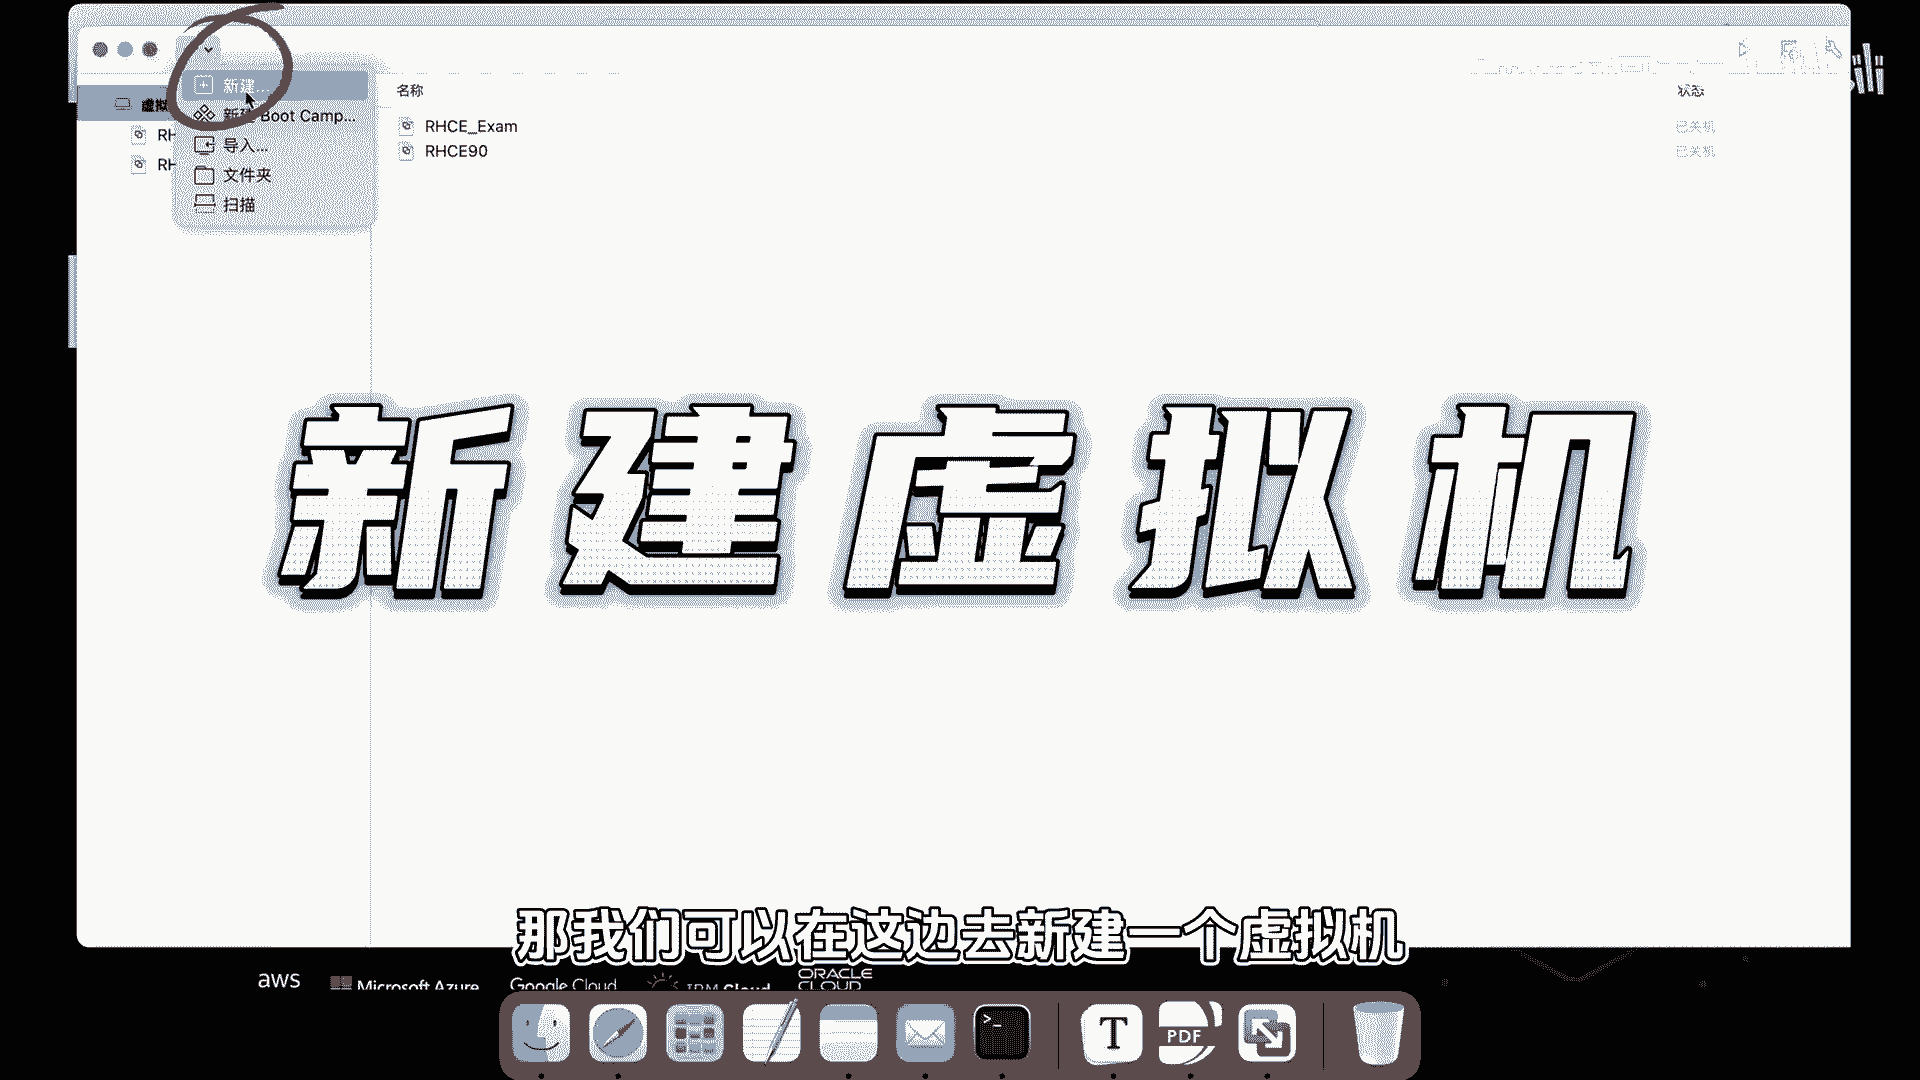 新建...
虚拟
新建 Boot Camp...
RH
导入...
RH
文件夹
扫描
名称
状态
RHCE_Exam
已关机
RHCE90
已关机
新建虚拟机
那我们可以在这边去新建一个虚拟机
aws
Microsoft Azure
Google Cloud
IBM Cloud
ORACLE
CLOUD
>_
T
PDF